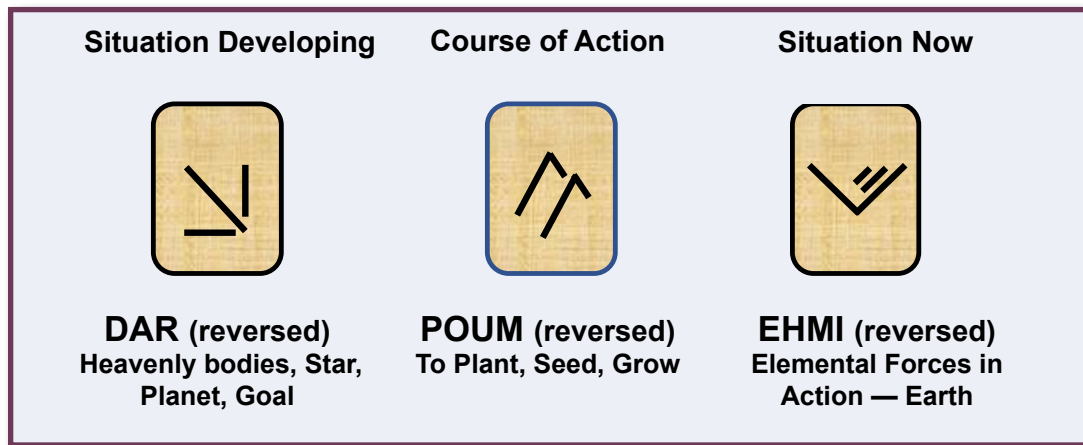 Situation Developing
Course of Action
Situation Now
DAR (reversed)
Heavenly bodies, Star,
Planet, Goal
POUM (reversed)
To Plant, Seed, Grow
EHMI (reversed)
Elemental Forces in
Action — Earth